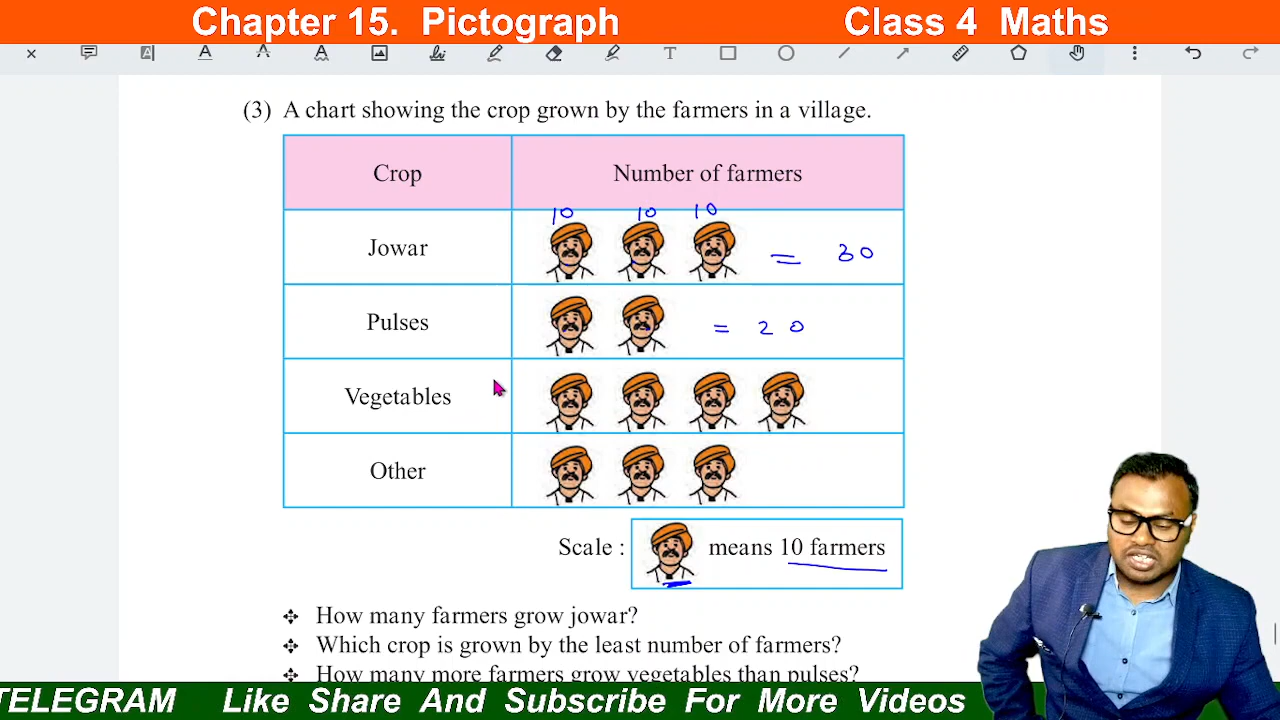 Chapter 15. Pictograph Class 4 Maths
(3) A chart showing the crop grown by the farmers in a village.
Crop Number of farmers
10 10 10
Jowar = 30
Pulses = 20
Vegetables
Other
Scale : means 10 farmers
How many farmers grow jowar?
Which crop is grown by the least number of farmers?
How many more farmers grow vegetables than pulses?
TELEGRAM Like Share And Subscribe For More Videos